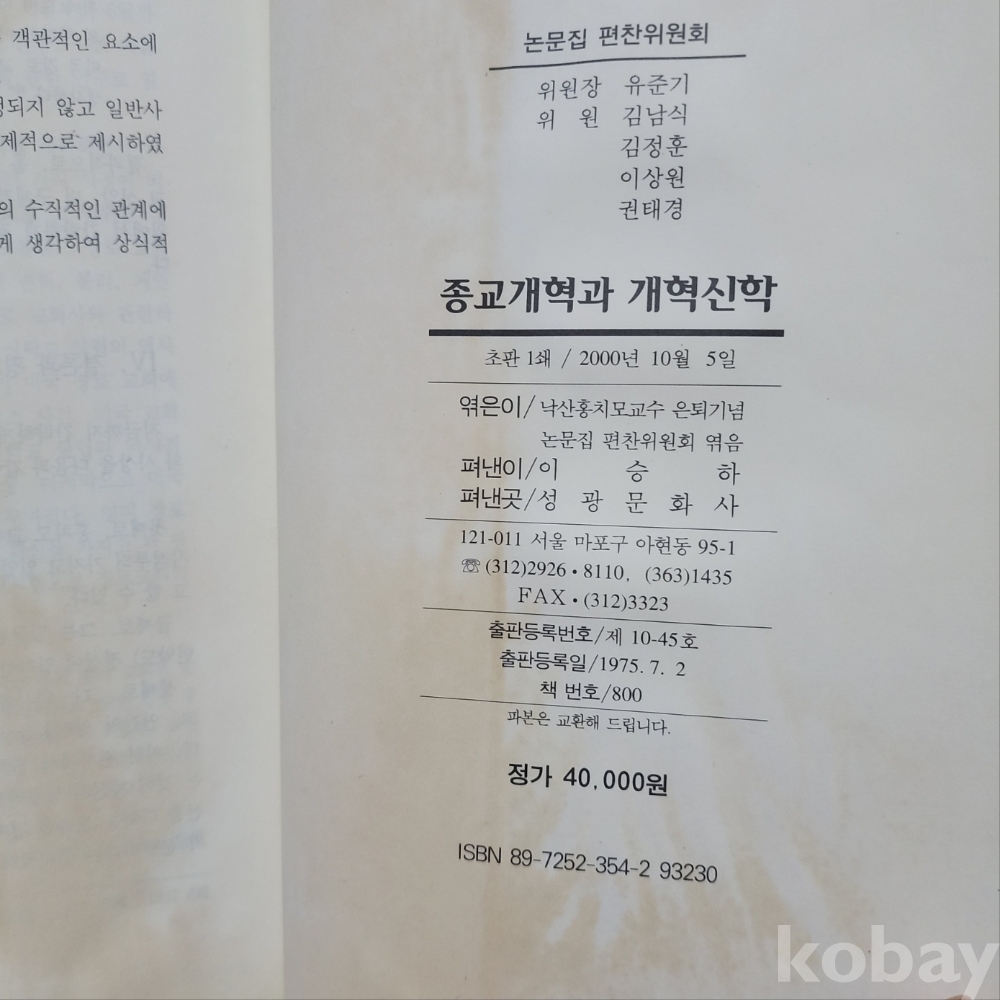 객관적인 요소에
되지 않고 일반사
제적으로 제시하였
의 수직적인 관계에
게 생각하여 상식적
논문집 편찬위원회
위원장 유준기
위 원 김남식
김정훈
이상원
권태경
종교개혁과 개혁신학
초판 1쇄 / 2000년 10월 5일
엮은이/낙산홍치모교수 은퇴기념
논문집 편찬위원회 엮음
펴낸이/이 승 하
펴낸곳/성 광 문 화 사
121-011 서울 마포구 아현동 95-1
☏(312)2926·8110, (363)1435
FAX·(312)3323
출판등록번호/제 10-45호
출판등록일/1975. 7. 2
책 번호/800
파본은 교환해 드립니다.
정가 40,000원
ISBN 89-7252-354-2 93230
kobay